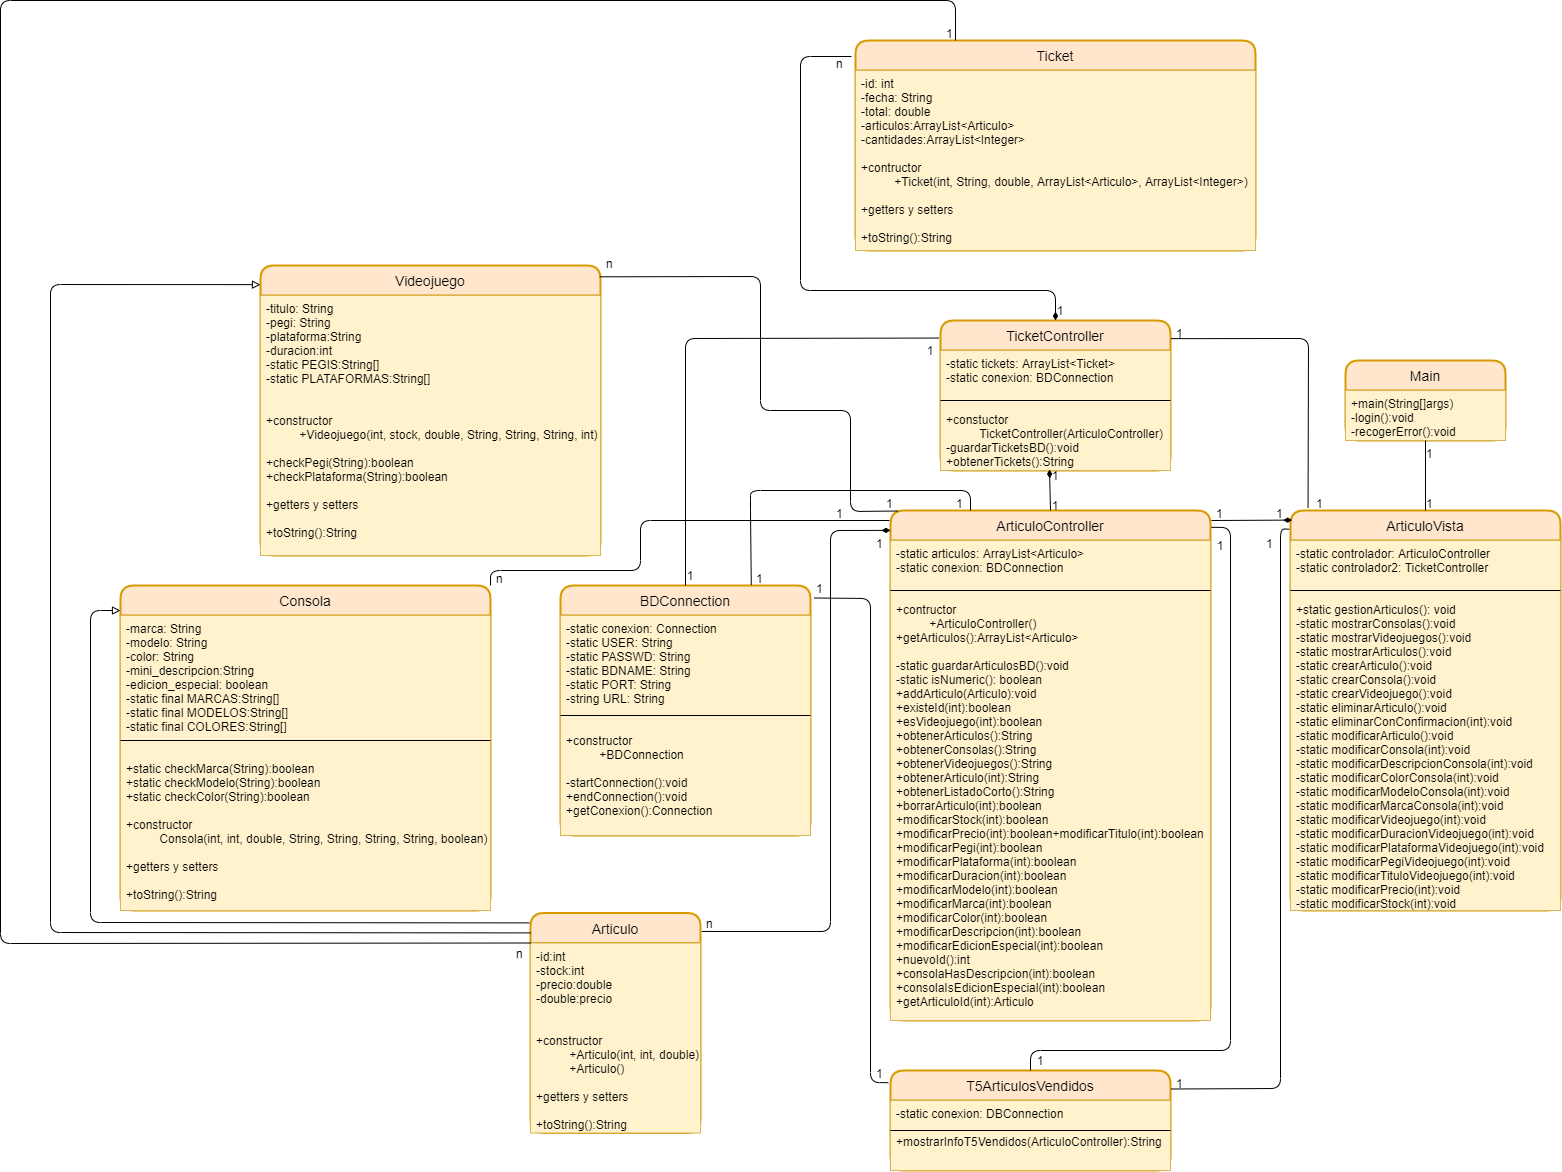 1
Ticket
n
-id: int
-fecha: String
-total: double
-articulos:ArrayList<Articulo>
-cantidades:ArrayList<Integer>
+contructor
+Ticket(int, String, double, ArrayList<Articulo>, ArrayList<Integer>)
+getters y setters
+toString():String
n
Videojuego
-titulo: String
-pegi: String
-plataforma:String
-duracion:int
-static PEGIS:String[]
-static PLATAFORMAS:String[]
+constructor
+Videojuego(int, stock, double, String, String, String, int)
+checkPegi(String):boolean
+checkPlataforma(String):boolean
+getters y setters
+toString():String
1
TicketController
1
1
-static tickets: ArrayList<Ticket>
-static conexion: BDConnection
+constuctor
TicketController(ArticuloController)
-guardarTicketsBD():void
+obtenerTickets():String
1
Main
+main(String[]args)
-login():void
-recogerError():void
1
1
1
1
1
1
1
1
1
1
ArticuloController
1
1
-static articulos: ArrayList<Articulo>
-static conexion: BDConnection
+contructor
+ArticuloController()
+getArticulos():ArrayList<Articulo>
-static guardarArticulosBD():void
-static isNumeric(): boolean
+addArticulo(Articulo):void
+existeId(int):boolean
+esVideojuego(int):boolean
+obtenerArticulos():String
+obtenerConsolas():String
+obtenerVideojuegos():String
+obtenerArticulo(int):String
+obtenerListadoCorto():String
+borrarArticulo(int):boolean
+modificarStock(int):boolean
+modificarPrecio(int):boolean+modificarTitulo(int):boolean
+modificarPegi(int):boolean
+modificarPlataforma(int):boolean
+modificarDuracion(int):boolean
+modificarModelo(int):boolean
+modificarMarca(int):boolean
+modificarColor(int):boolean
+modificarDescripcion(int):boolean
+modificarEdicionEspecial(int):boolean
+nuevoId():int
+consolaHasDescripcion(int):boolean
+consolaIsEdicionEspecial(int):boolean
+getArticuloId(int):Articulo
ArticuloVista
1
-static controlador: ArticuloController
-static controlador2: TicketController
+static gestionArticulos(): void
-static mostrarConsolas():void
-static mostrarVideojuegos():void
-static mostrarArticulos():void
-static crearArticulo():void
-static crearConsola():void
-static crearVideojuego():void
-static eliminarArticulo():void
-static eliminarConConfirmacion(int):void
-static modificarArticulo():void
-static modificarConsola(int):void
-static modificarDescripcionConsola(int):void
-static modificarColorConsola(int):void
-static modificarModeloConsola(int):void
-static modificarMarcaConsola(int):void
-static modificarVideojuego(int):void
-static modificarDuracionVideojuego(int):void
-static modificarPlataformaVideojuego(int):void
-static modificarPegiVideojuego(int):void
-static modificarTituloVideojuego(int):void
-static modificarPrecio(int):void
-static modificarStock(int):void
n
Consola
-marca: String
-modelo: String
-color: String
-mini_descripcion:String
-edicion_especial: boolean
-static final MARCAS:String[]
-static final MODELOS:String[]
-static final COLORES:String[]
+static checkMarca(String):boolean
+static checkModelo(String):boolean
+static checkColor(String):boolean
+constructor
Consola(int, int, double, String, String, String, String, boolean)
+getters y setters
+toString():String
1
1
1
BDConnection
-static conexion: Connection
-static USER: String
-static PASSWD: String
-static BDNAME: String
-static PORT: String
-string URL: String
+constructor
+BDConnection
-startConnection():void
+endConnection():void
+getConexion():Connection
Articulo
n
n
-id:int
-stock:int
-precio:double
-double:precio
+constructor
+Articulo(int, int, double)
+Articulo()
+getters y setters
+toString():String
1
1
T5ArticulosVendidos
1
-static conexion: DBConnection
+mostrarInfoT5Vendidos(ArticuloController):String